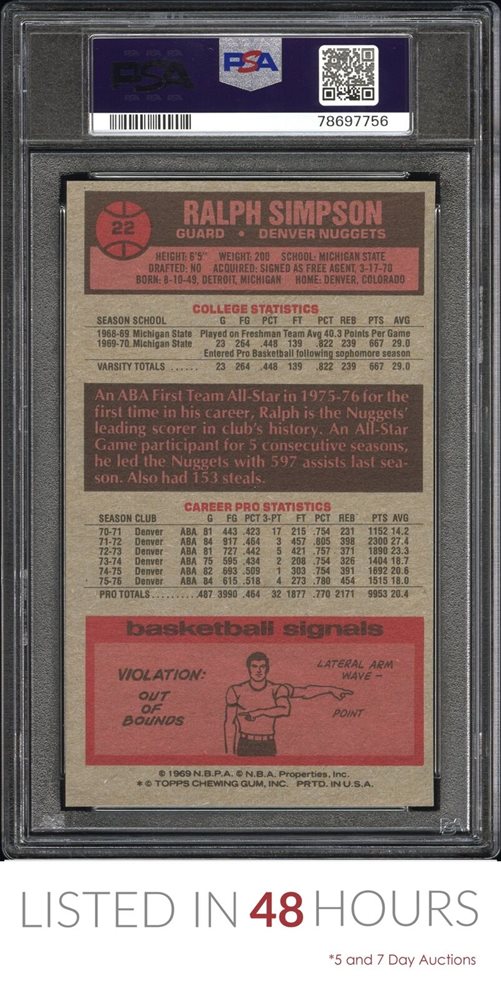 PSA
PSA
78697756
22
RALPH SIMPSON
GUARD • DENVER NUGGETS
HEIGHT: 6'5" WEIGHT: 200 SCHOOL: MICHIGAN STATE
DRAFTED: NO ACQUIRED: SIGNED AS FREE AGENT, 3-17-70
BORN: 8-10-49, DETROIT, MICHIGAN HOME: DENVER, COLORADO
COLLEGE STATISTICS
SEASON SCHOOL G FG PCT FT PCT REB PTS AVG
1968-69 Michigan State Played on Freshman Team Avg 40.3 Points Per Game
1969-70 Michigan State 23 264 .448 139 .822 239 667 29.0
Entered Pro Basketball following sophomore season
VARSITY TOTALS ...... 23 264 .448 139 .822 239 667 29.0
An ABA First Team All-Star in 1975-76 for the
first time in his career, Ralph is the Nuggets'
leading scorer in club's history. An All-Star
Game participant for 5 consecutive seasons,
he led the Nuggets with 597 assists last sea-
son. Also had 153 steals.
CAREER PRO STATISTICS
SEASON CLUB G FG PCT 3-PT FT PCT REB PTS AVG
70-71 Denver ABA 81 443 .423 17 215 .754 231 1152 14.2
71-72 Denver ABA 84 917 .464 3 457 .805 398 2300 27.4
72-73 Denver ABA 81 727 .442 5 421 .757 371 1890 23.3
73-74 Denver ABA 75 595 .434 2 208 .754 326 1404 18.7
74-75 Denver ABA 82 693 .509 1 303 .754 391 1692 20.6
75-76 Denver ABA 84 615 .518 4 273 .780 454 1515 18.0
PRO TOTALS.......... 487 3990 .464 32 1877 .770 2171 9953 20.4
basketball signals
VIOLATION:
OUT
OF
BOUNDS
LATERAL ARM
WAVE –
POINT
© 1969 N.B.P.A. © N.B.A. Properties, Inc.
* © TOPPS CHEWING GUM, INC. PRTD. IN U.S.A.
LISTED IN 48 HOURS
*5 and 7 Day Auctions